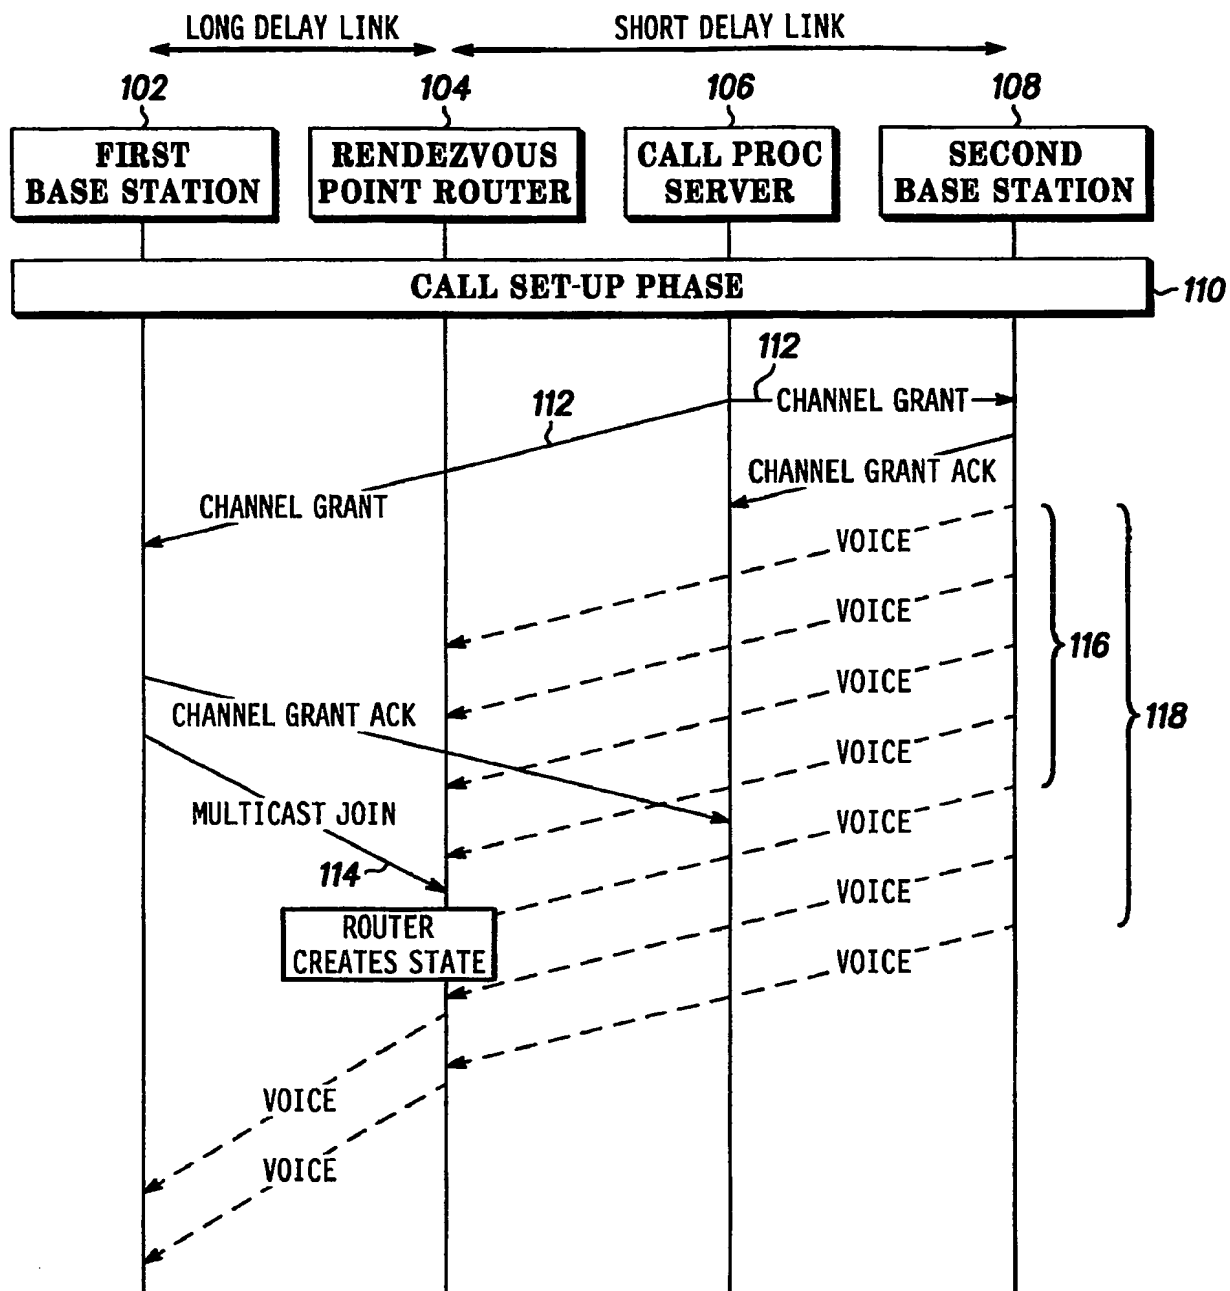 LONG DELAY LINK
SHORT DELAY LINK
102
104
106
108
FIRST
BASE STATION
RENDEZVOUS
POINT ROUTER
CALL PROC
SERVER
SECOND
BASE STATION
CALL SET-UP PHASE
110
112
CHANNEL GRANT
112
CHANNEL GRANT ACK
CHANNEL GRANT
VOICE
VOICE
116
VOICE
CHANNEL GRANT ACK
118
VOICE
MULTICAST JOIN
VOICE
114
VOICE
ROUTER
CREATES STATE
VOICE
VOICE
VOICE